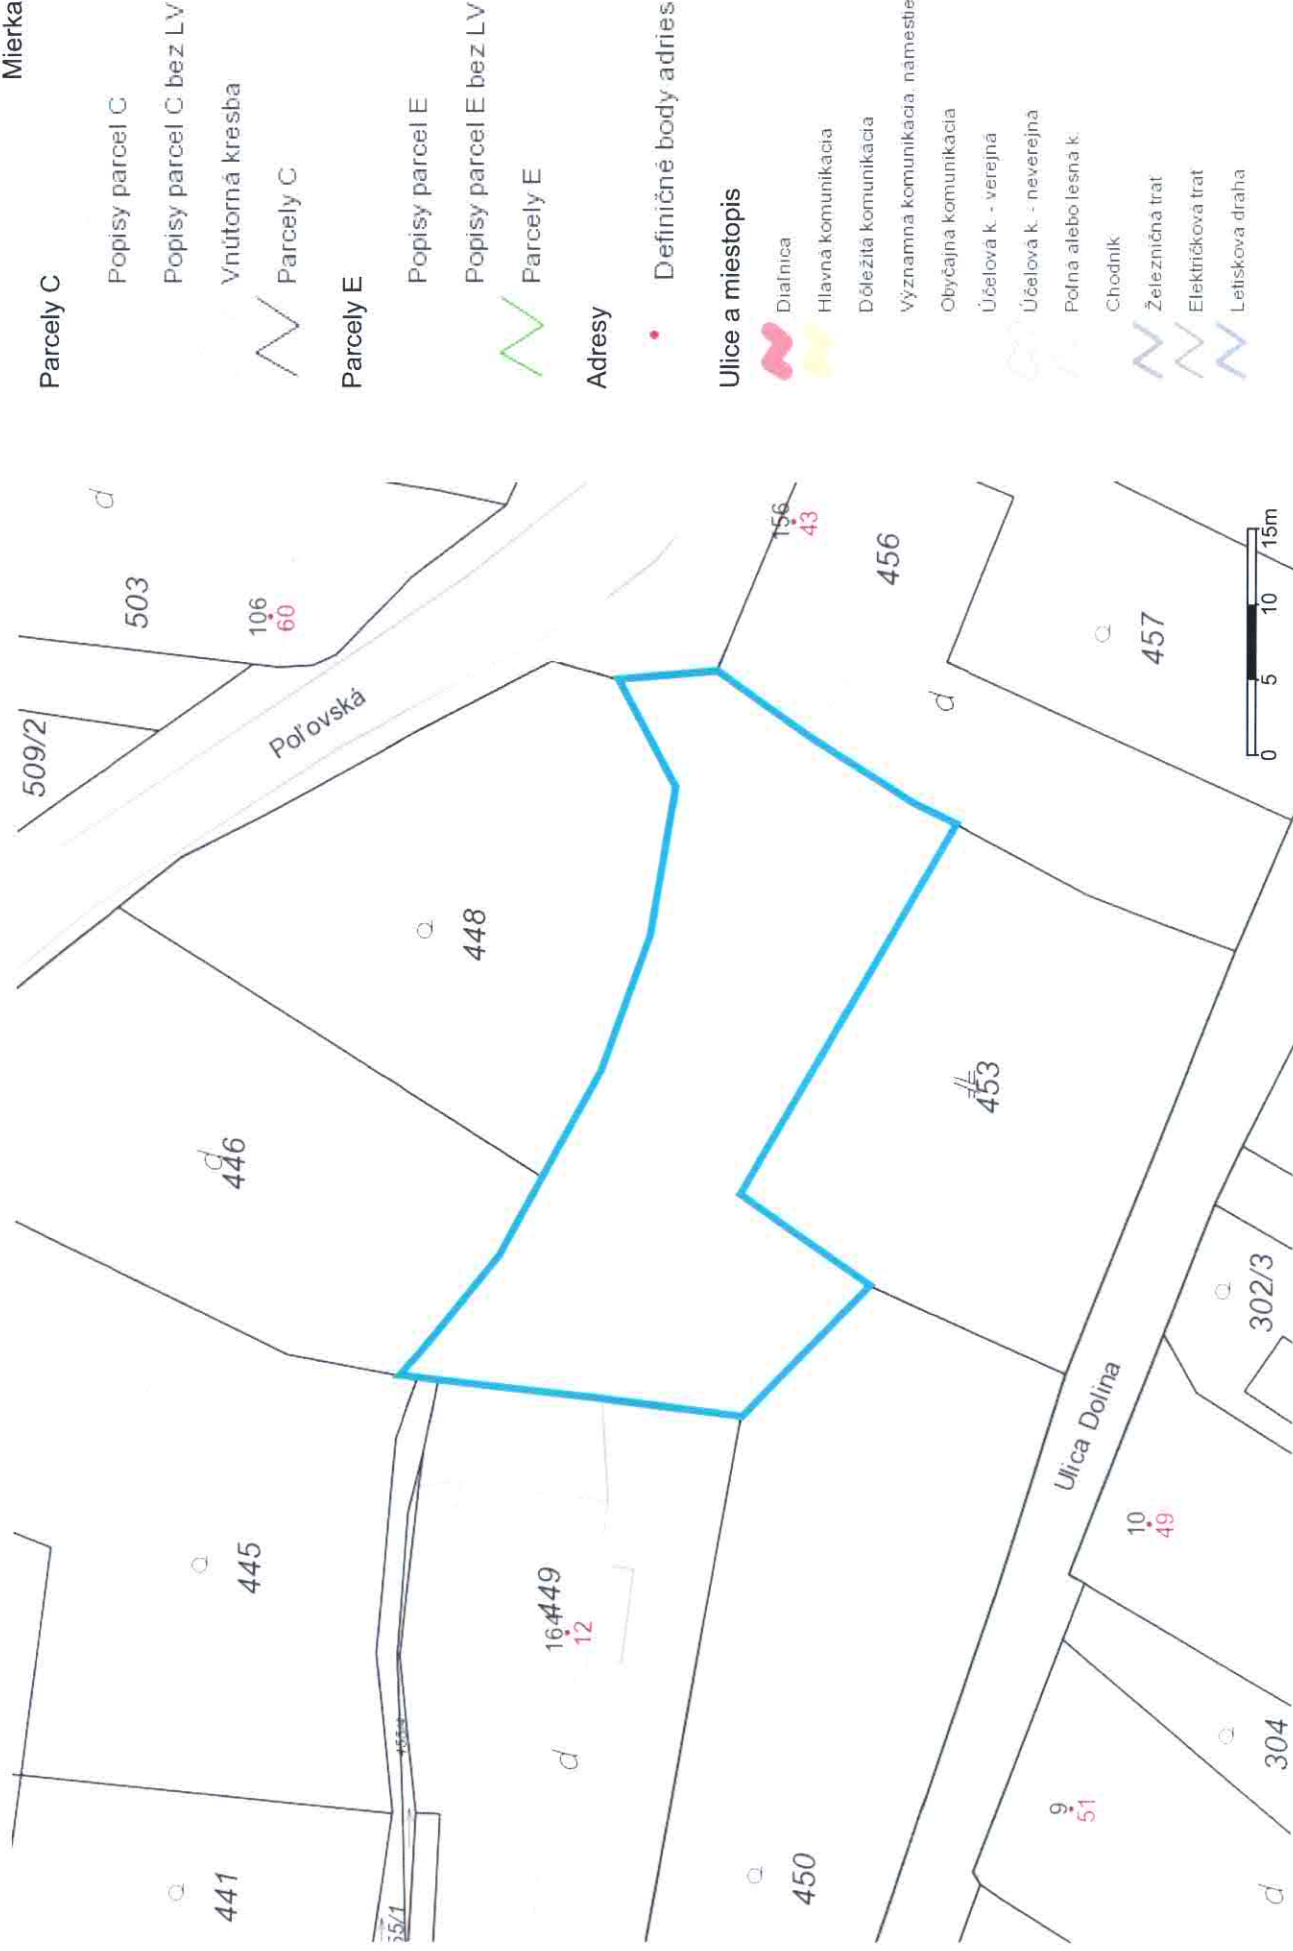 Mierka
Parcely C
Popisy parcel C
Popisy parcel C bez LV
Vnútorná kresba
Parcely C
Parcely E
Popisy parcel E
Popisy parcel E bez LV
Parcely E
Adresy
Definičné body adries
Ulice a miestopis
Dialnica
Hlavná komunikácia
Dôležitá komunikácia
Významná komunikácia, námestie
Obyčajná komunikácia
Účelová k. - verejná
Účelová k. - neverejná
Polna alebo lesná k.
Chodník
Železničná trať
Električková trať
Letisková dráha
509/2
503
106
60
Poľovská
156
43
456
457
448
446
453
445
449
164
12
441
55/1
450
Ulica Dolina
302/3
10
49
9
51
304
0
5
10
15m